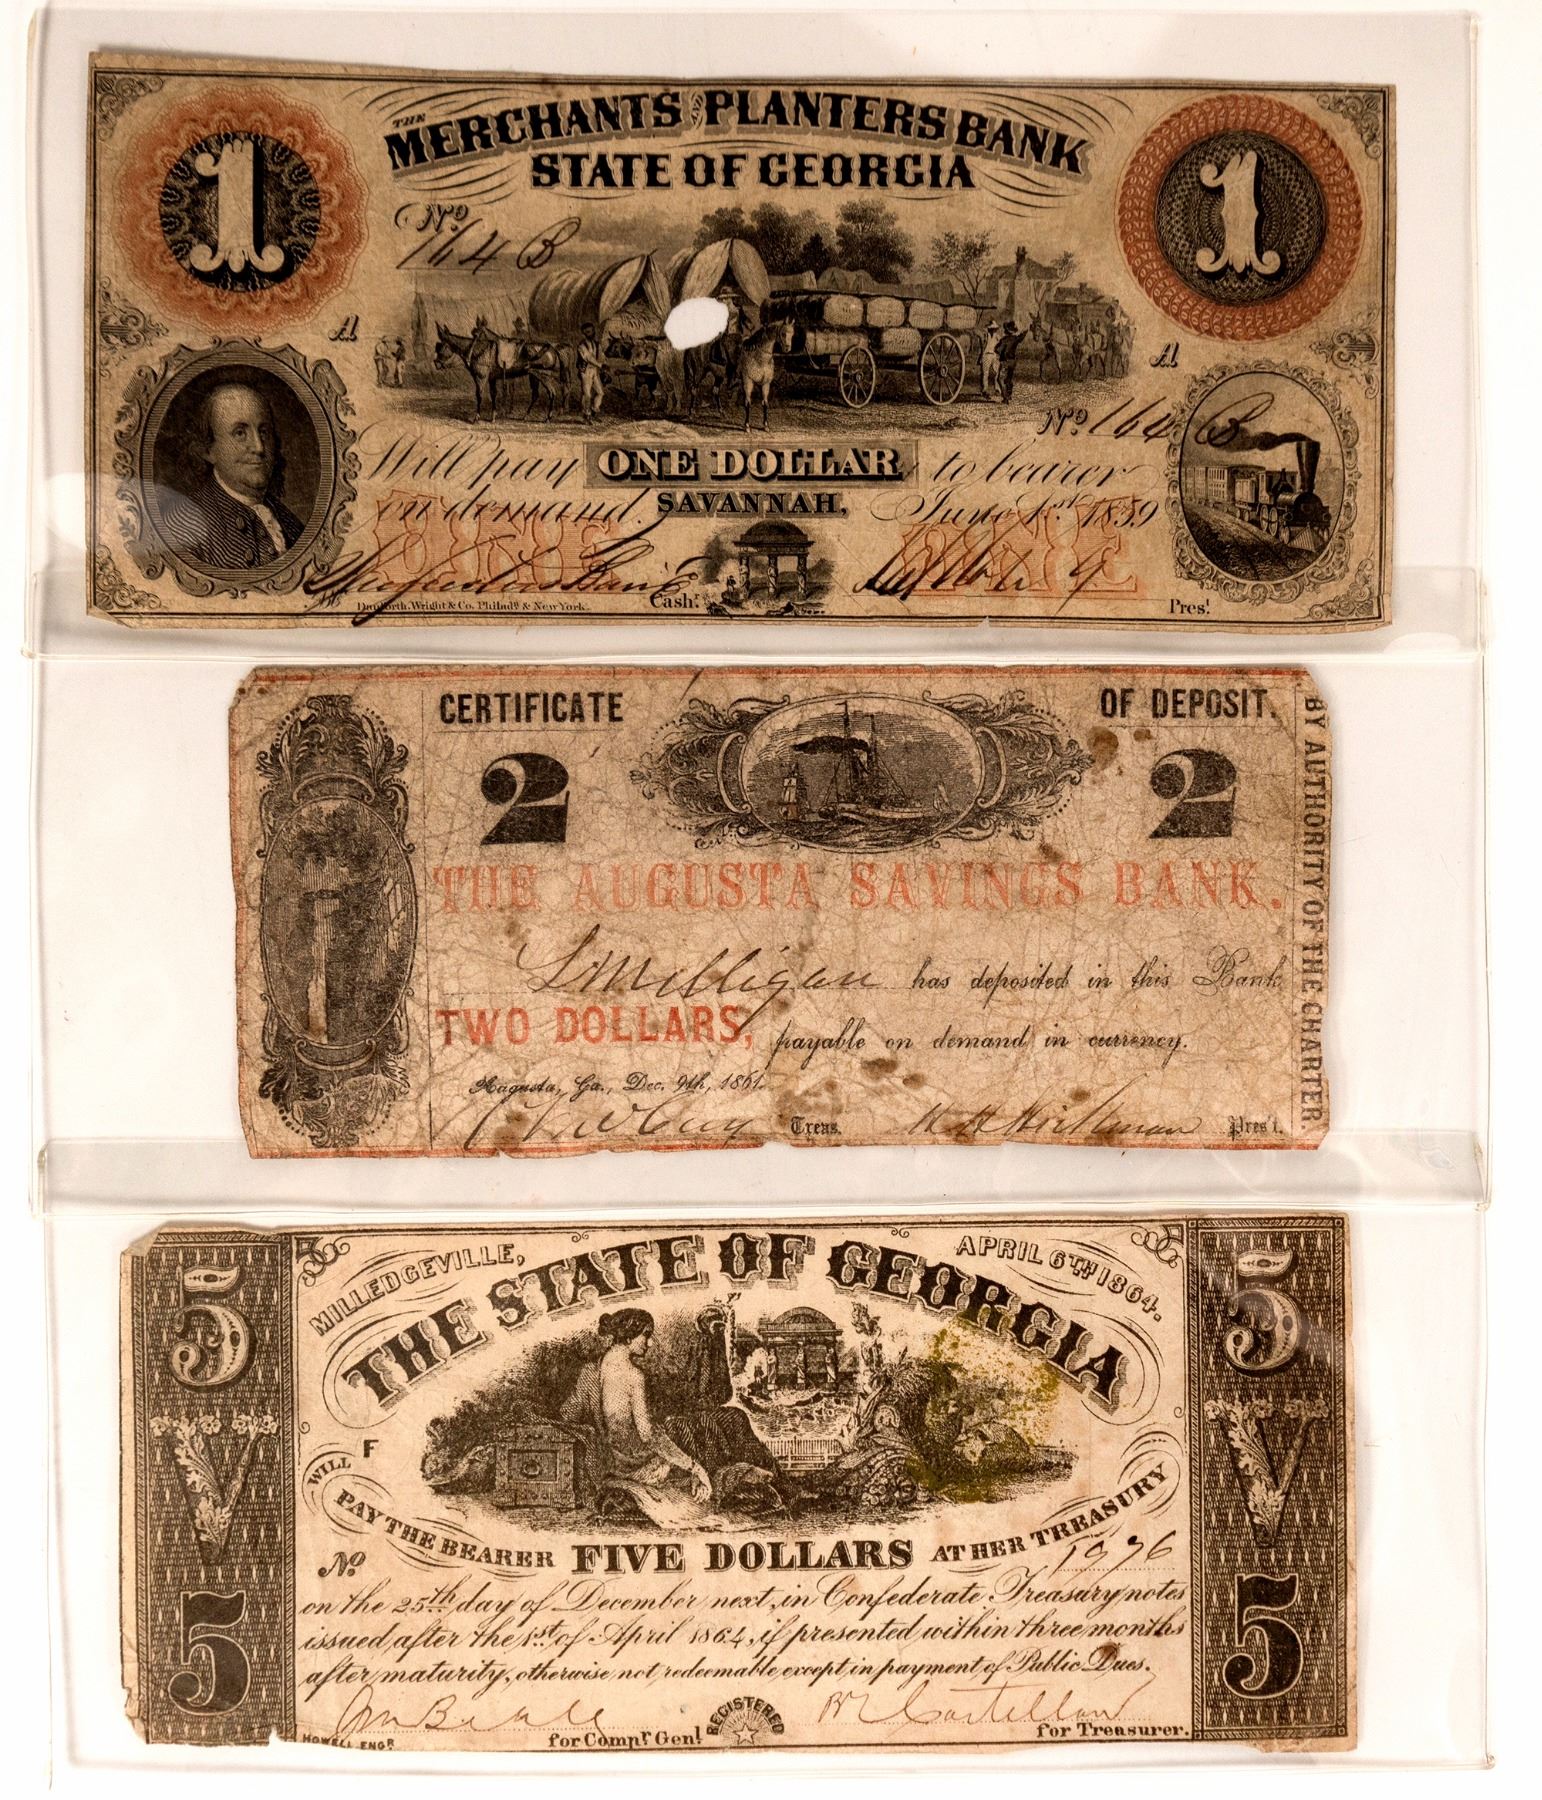 1
THE MERCHANTS AND PLANTERS BANK
1
STATE OF GEORGIA
No 164 B
A
A
No 164 B
Will pay ONE DOLLAR to bearer
on demand. SAVANNAH, June 1st 1859
ONE
ONE
Danforth, Wright & Co. Philada & New York.
Cashr
Prest
CERTIFICATE OF DEPOSIT.
2
2
THE AUGUSTA SAVINGS BANK.
L Milligan has deposited in this Bank
TWO DOLLARS, payable on demand in currency.
Augusta, Ga., Dec. 9th, 1861.
Treas.
W H Wickman Pres't.
BY AUTHORITY OF THE CHARTER.
5
MILLEDGEVILLE,
APRIL 6TH 1864.
5
THE STATE OF GEORGIA
V
F
V
WILL PAY THE BEARER FIVE DOLLARS AT HER TREASURY
No 1976
on the 25th day of December next, in Confederate Treasury notes
issued after the 1st of April 1864, if presented within three months
after maturity, otherwise not redeemable except in payment of Public Dues.
5
5
REGISTERED
HOWELL ENGR
for Compr Genl
for Treasurer.